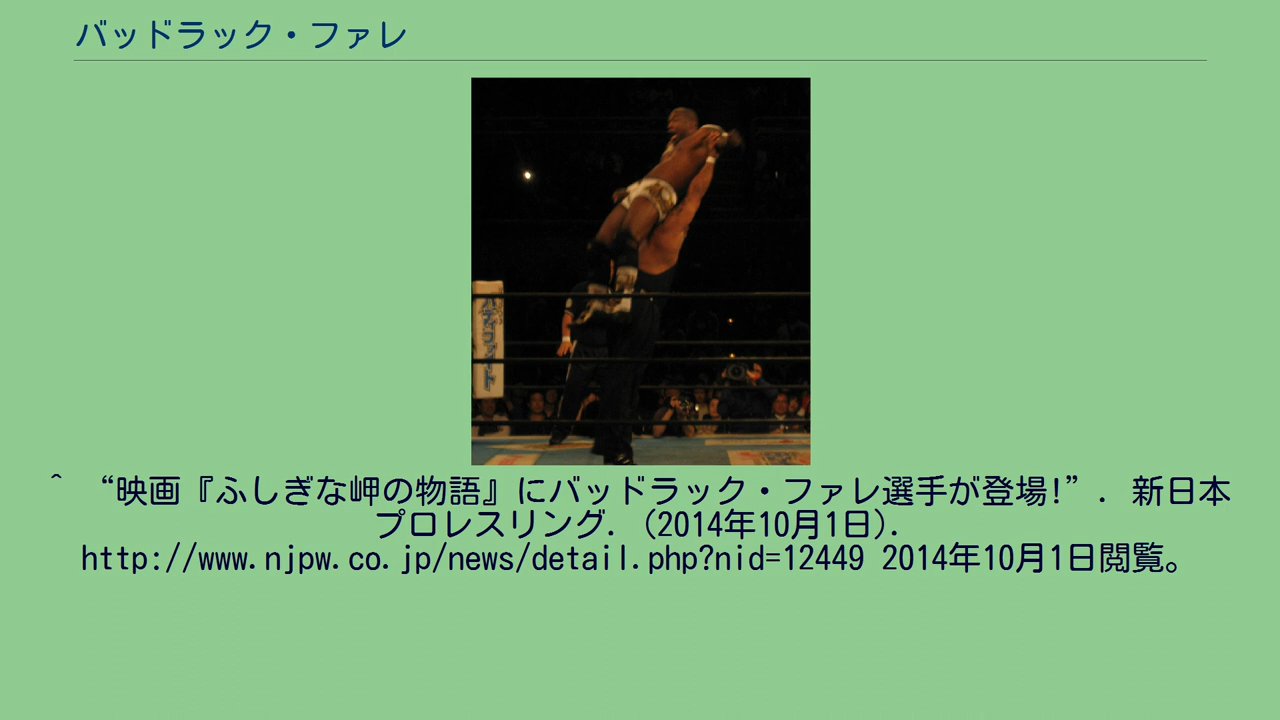 バッドラック・ファレ
^ “映画『ふしぎな岬の物語』にバッドラック・ファレ選手が登場!”. 新日本
プロレスリング. (2014年10月1日).
http://www.njpw.co.jp/news/detail.php?nid=12449 2014年10月1日閲覧。